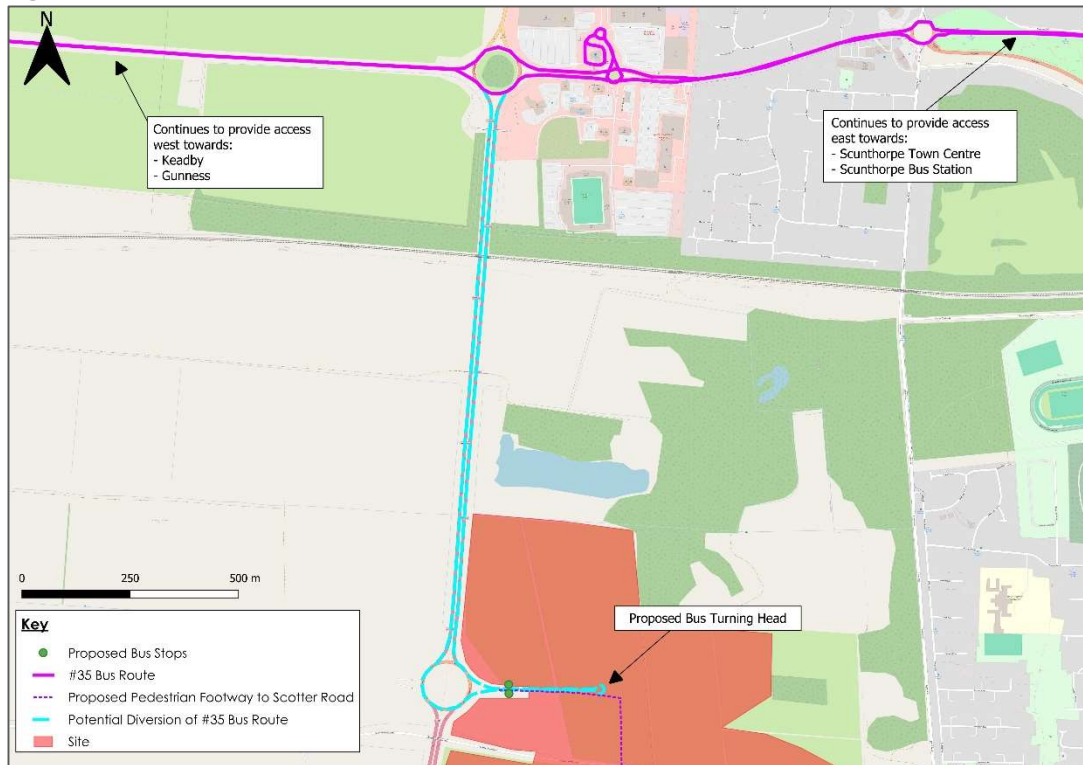 N
Continues to provide access
west towards:
- Keadby
- Gunness
Continues to provide access
east towards:
- Scunthorpe Town Centre
- Scunthorpe Bus Station
0 250 500 m
Proposed Bus Turning Head
Key
Proposed Bus Stops
#35 Bus Route
Proposed Pedestrian Footway to Scotter Road
Potential Diversion of #35 Bus Route
Site